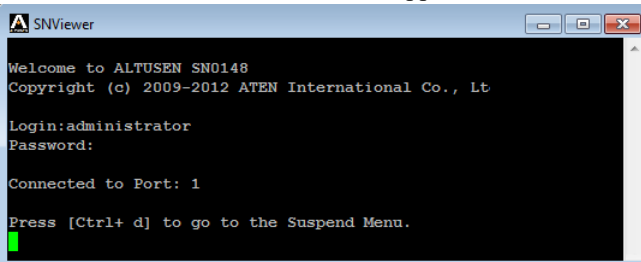 SNViewer
Welcome to ALTUSEN SN0148
Copyright (c) 2009-2012 ATEN International Co., Lt
Login:administrator
Password:
Connected to Port: 1
Press [Ctrl+ d] to go to the Suspend Menu.